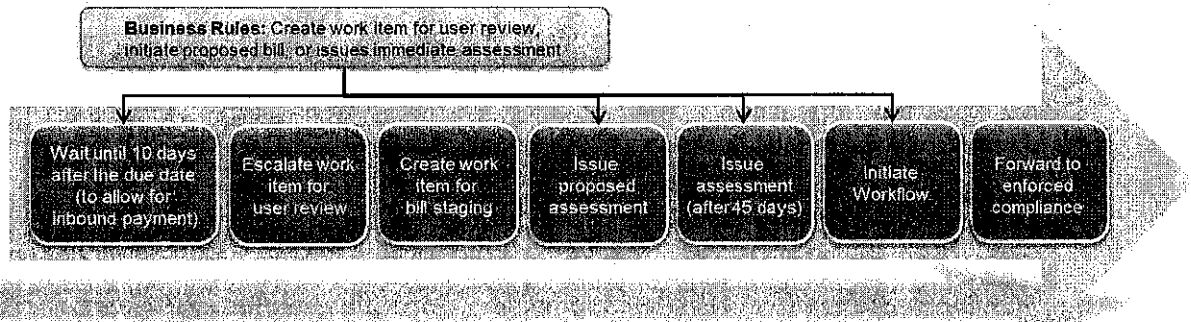 Business Rules: Create work item for user review,
initiate proposed bill, or issues immediate assessment
Wait until 10 days
after the due date
(to allow for
inbound payment)
Escalate work
item for
user review
Create work
item for
bill staging
Issue
proposed
assessment
Issue
assessment
(after 45 days)
Initiate
Workflow
Forward to
enforced
compliance